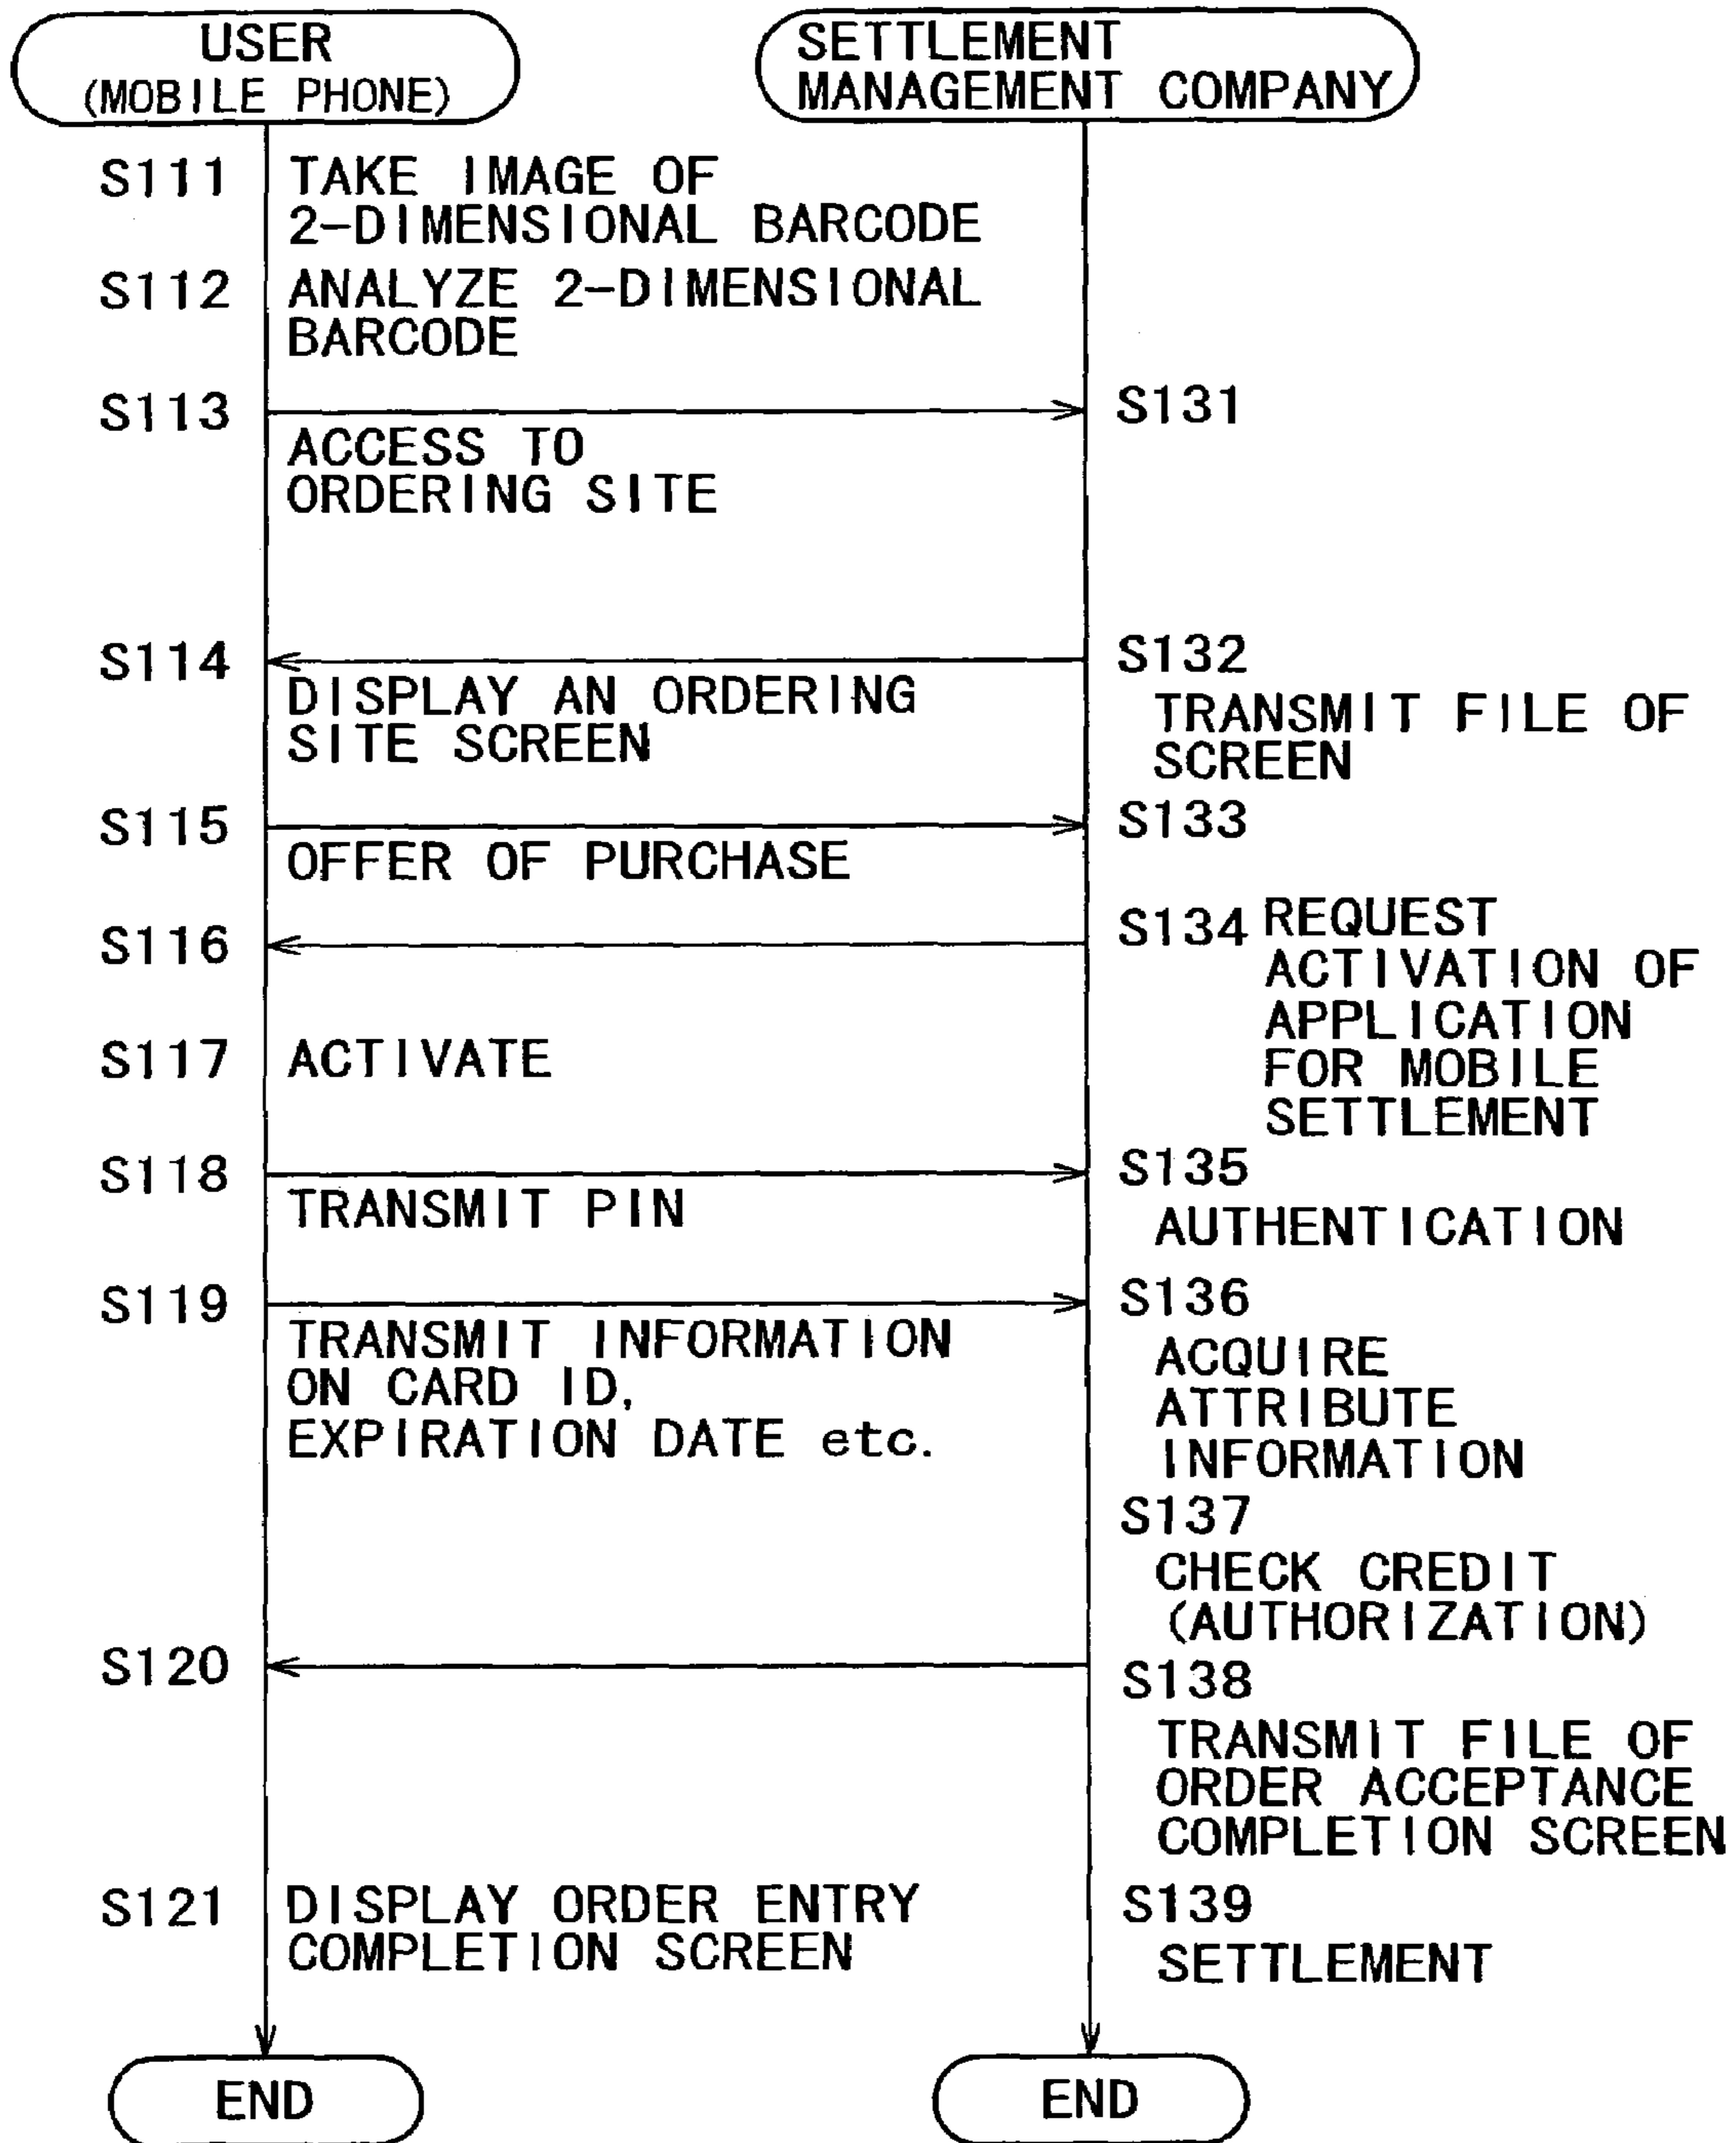 USER
(MOBILE PHONE)
SETTLEMENT
MANAGEMENT COMPANY
S111 TAKE IMAGE OF
2-DIMENSIONAL BARCODE
S112 ANALYZE 2-DIMENSIONAL
BARCODE
S113
S131
ACCESS TO
ORDERING SITE
S114
S132
DISPLAY AN ORDERING
SITE SCREEN
TRANSMIT FILE OF
SCREEN
S115
S133
OFFER OF PURCHASE
S116
S134 REQUEST
ACTIVATION OF
APPLICATION
FOR MOBILE
SETTLEMENT
S117 ACTIVATE
S118
S135
TRANSMIT PIN
AUTHENTICATION
S119
S136
TRANSMIT INFORMATION
ON CARD ID,
EXPIRATION DATE etc.
ACQUIRE
ATTRIBUTE
INFORMATION
S137
CHECK CREDIT
(AUTHORIZATION)
S120
S138
TRANSMIT FILE OF
ORDER ACCEPTANCE
COMPLETION SCREEN
S121 DISPLAY ORDER ENTRY
COMPLETION SCREEN
S139
SETTLEMENT
END
END